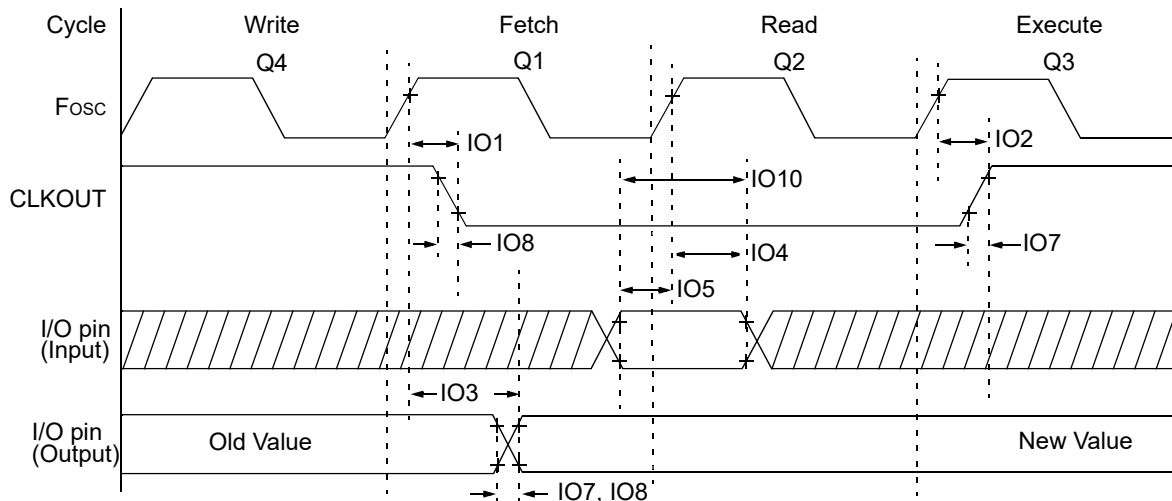 Cycle Write Fetch Read Execute
Q4 Q1 Q2 Q3
Fosc
IO1 IO2
CLKOUT IO10
IO8 IO4 IO7
IO5
I/O pin
(Input)
IO3
I/O pin
(Output)
Old Value New Value
IO7, IO8